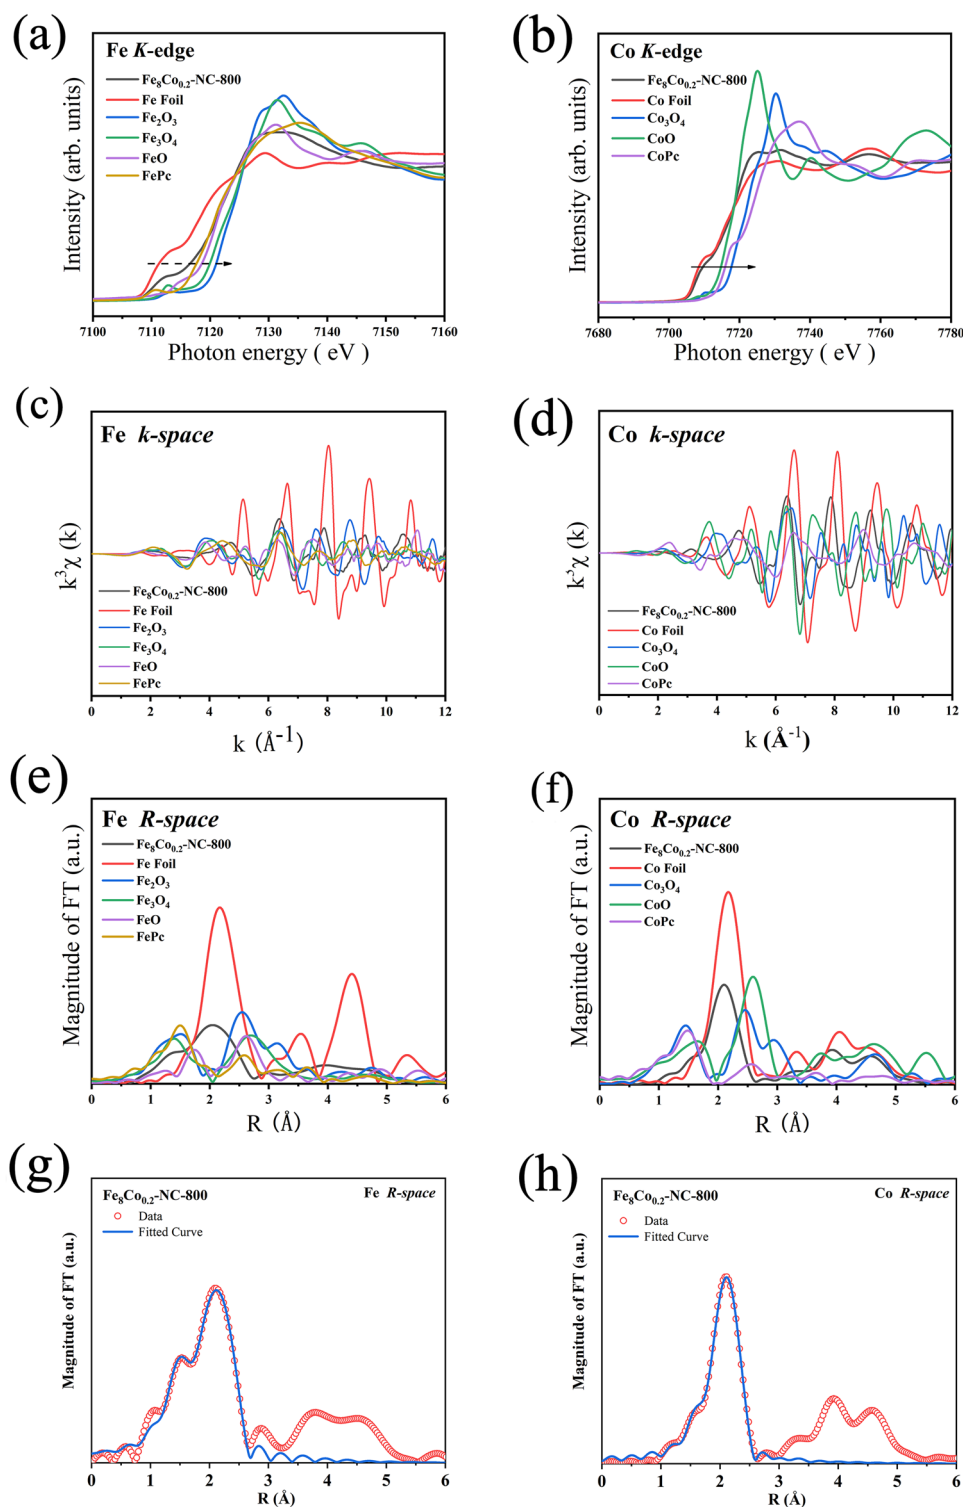 (a)
Fe K-edge
Fe₈Co₀.₂-NC-800
Fe Foil
Fe₂O₃
Fe₃O₄
FeO
FePc
Intensity (arb. units)
7100 7110 7120 7130 7140 7150 7160
Photon energy ( eV )
(b)
Co K-edge
Fe₈Co₀.₂-NC-800
Co Foil
Co₃O₄
CoO
CoPc
Intensity (arb. units)
7680 7700 7720 7740 7760 7780
Photon energy ( eV )
(c)
Fe k-space
k³χ (k)
Fe₈Co₀.₂-NC-800
Fe Foil
Fe₂O₃
Fe₃O₄
FeO
FePc
0 2 4 6 8 10 12
k (Å⁻¹)
(d)
Co k-space
k³χ (k)
Fe₈Co₀.₂-NC-800
Co Foil
Co₃O₄
CoO
CoPc
0 2 4 6 8 10 12
k (Å⁻¹)
(e)
Fe R-space
Fe₈Co₀.₂-NC-800
Fe Foil
Fe₂O₃
Fe₃O₄
FeO
FePc
Magnitude of FT (a.u.)
0 1 2 3 4 5 6
R (Å)
(f)
Co R-space
Fe₈Co₀.₂-NC-800
Co Foil
Co₃O₄
CoO
CoPc
Magnitude of FT (a.u.)
0 1 2 3 4 5 6
R (Å)
(g)
Fe₈Co₀.₂-NC-800
Fe R-space
Data
Fitted Curve
Magnitude of FT (a.u.)
0 1 2 3 4 5 6
R (Å)
(h)
Fe₈Co₀.₂-NC-800
Co R-space
Data
Fitted Curve
Magnitude of FT (a.u.)
0 1 2 3 4 5 6
R (Å)